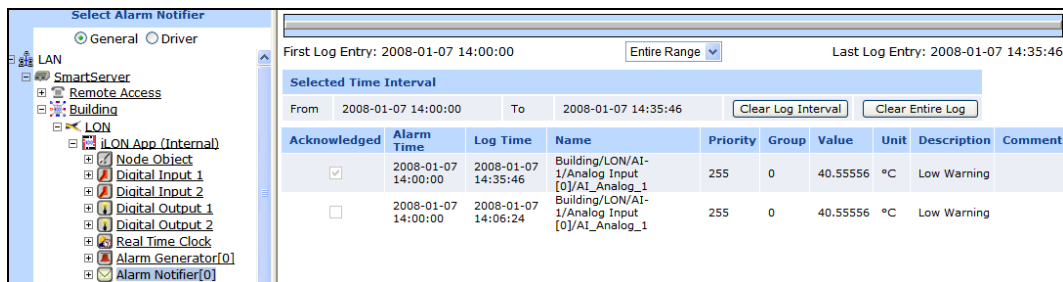 Select Alarm Notifier
General Driver
LAN
SmartServer
Remote Access
Building
LON
iLON App (Internal)
Node Object
Digital Input 1
Digital Input 2
Digital Output 1
Digital Output 2
Real Time Clock
Alarm Generator[0]
Alarm Notifier[0]
First Log Entry: 2008-01-07 14:00:00 Entire Range Last Log Entry: 2008-01-07 14:35:46
Selected Time Interval
From 2008-01-07 14:00:00 To 2008-01-07 14:35:46 Clear Log Interval Clear Entire Log
Acknowledged Alarm Time Log Time Name Priority Group Value Unit Description Comment
2008-01-07 2008-01-07 Building/LON/AI-
14:00:00 14:35:46 1/Analog Input 255 0 40.55556 °C Low Warning
[0]/AI_Analog_1
2008-01-07 2008-01-07 Building/LON/AI-
14:00:00 14:06:24 1/Analog Input 255 0 40.55556 °C Low Warning
[0]/AI_Analog_1